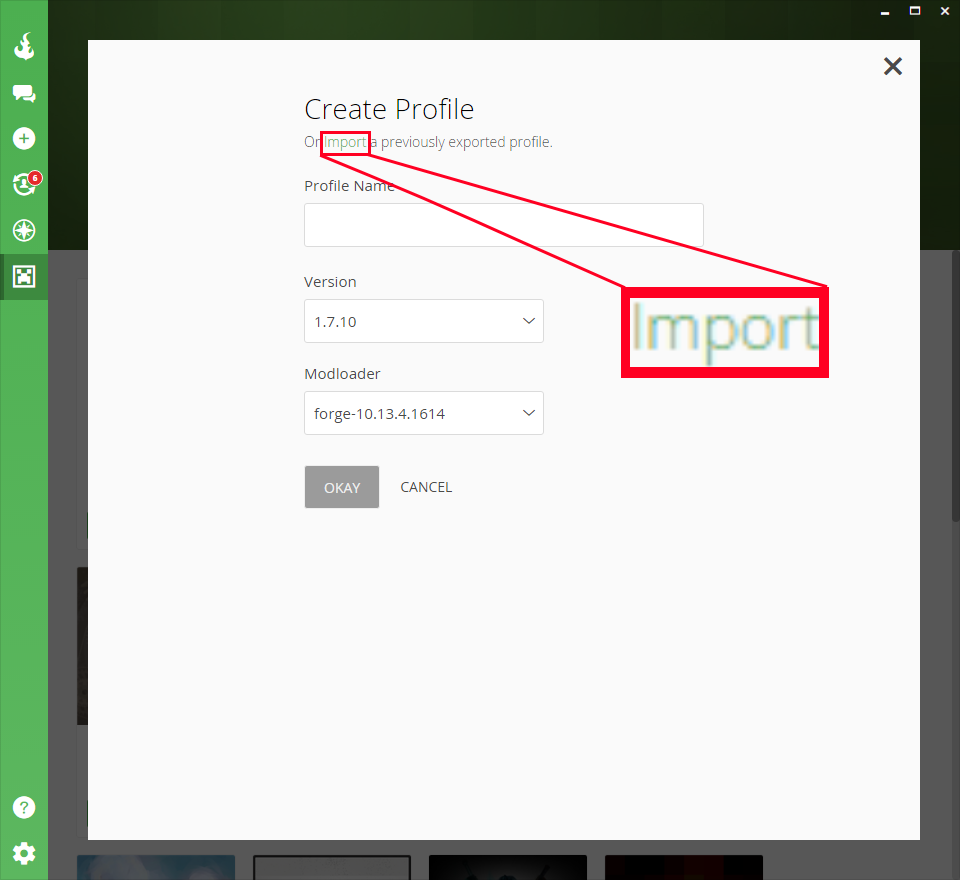 6
Create Profile
Or Import a previously exported profile.
Profile Name
Version
1.7.10
Import
Modloader
forge-10.13.4.1614
OKAY CANCEL
?